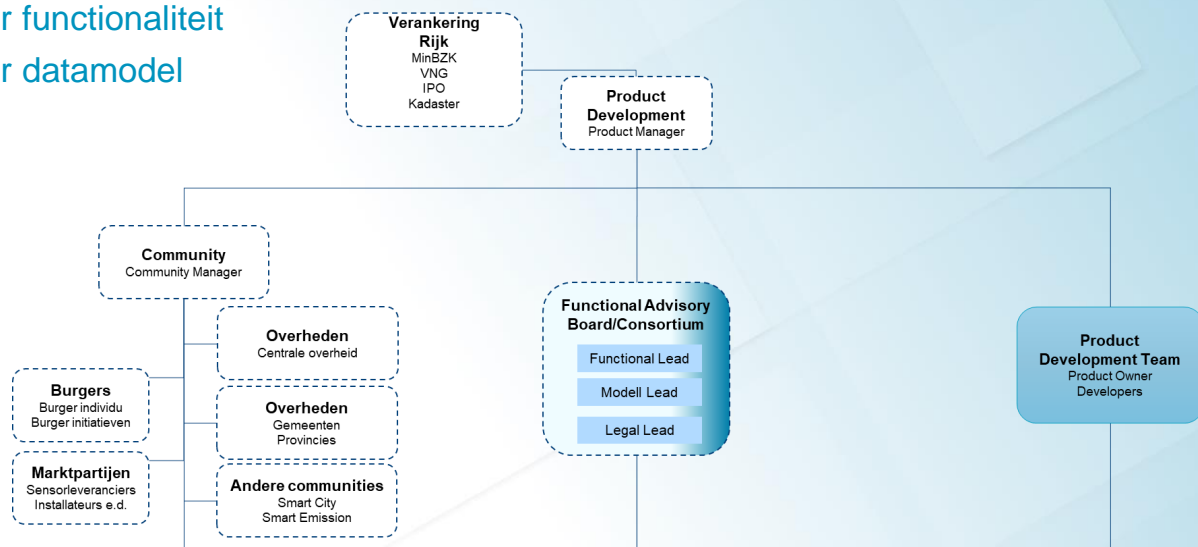 r functionaliteit
r datamodel
Verankering
Rijk
MinBZK
VNG
IPO
Kadaster
Product
Development
Product Manager
Community
Community Manager
Overheden
Centrale overheid
Burgers
Burger individu
Burger initiatieven
Overheden
Gemeenten
Provincies
Marktpartijen
Sensorleveranciers
Installateurs e.d.
Andere communities
Smart City
Smart Emission
Functional Advisory
Board/Consortium
Functional Lead
Modell Lead
Legal Lead
Product
Development Team
Product Owner
Developers